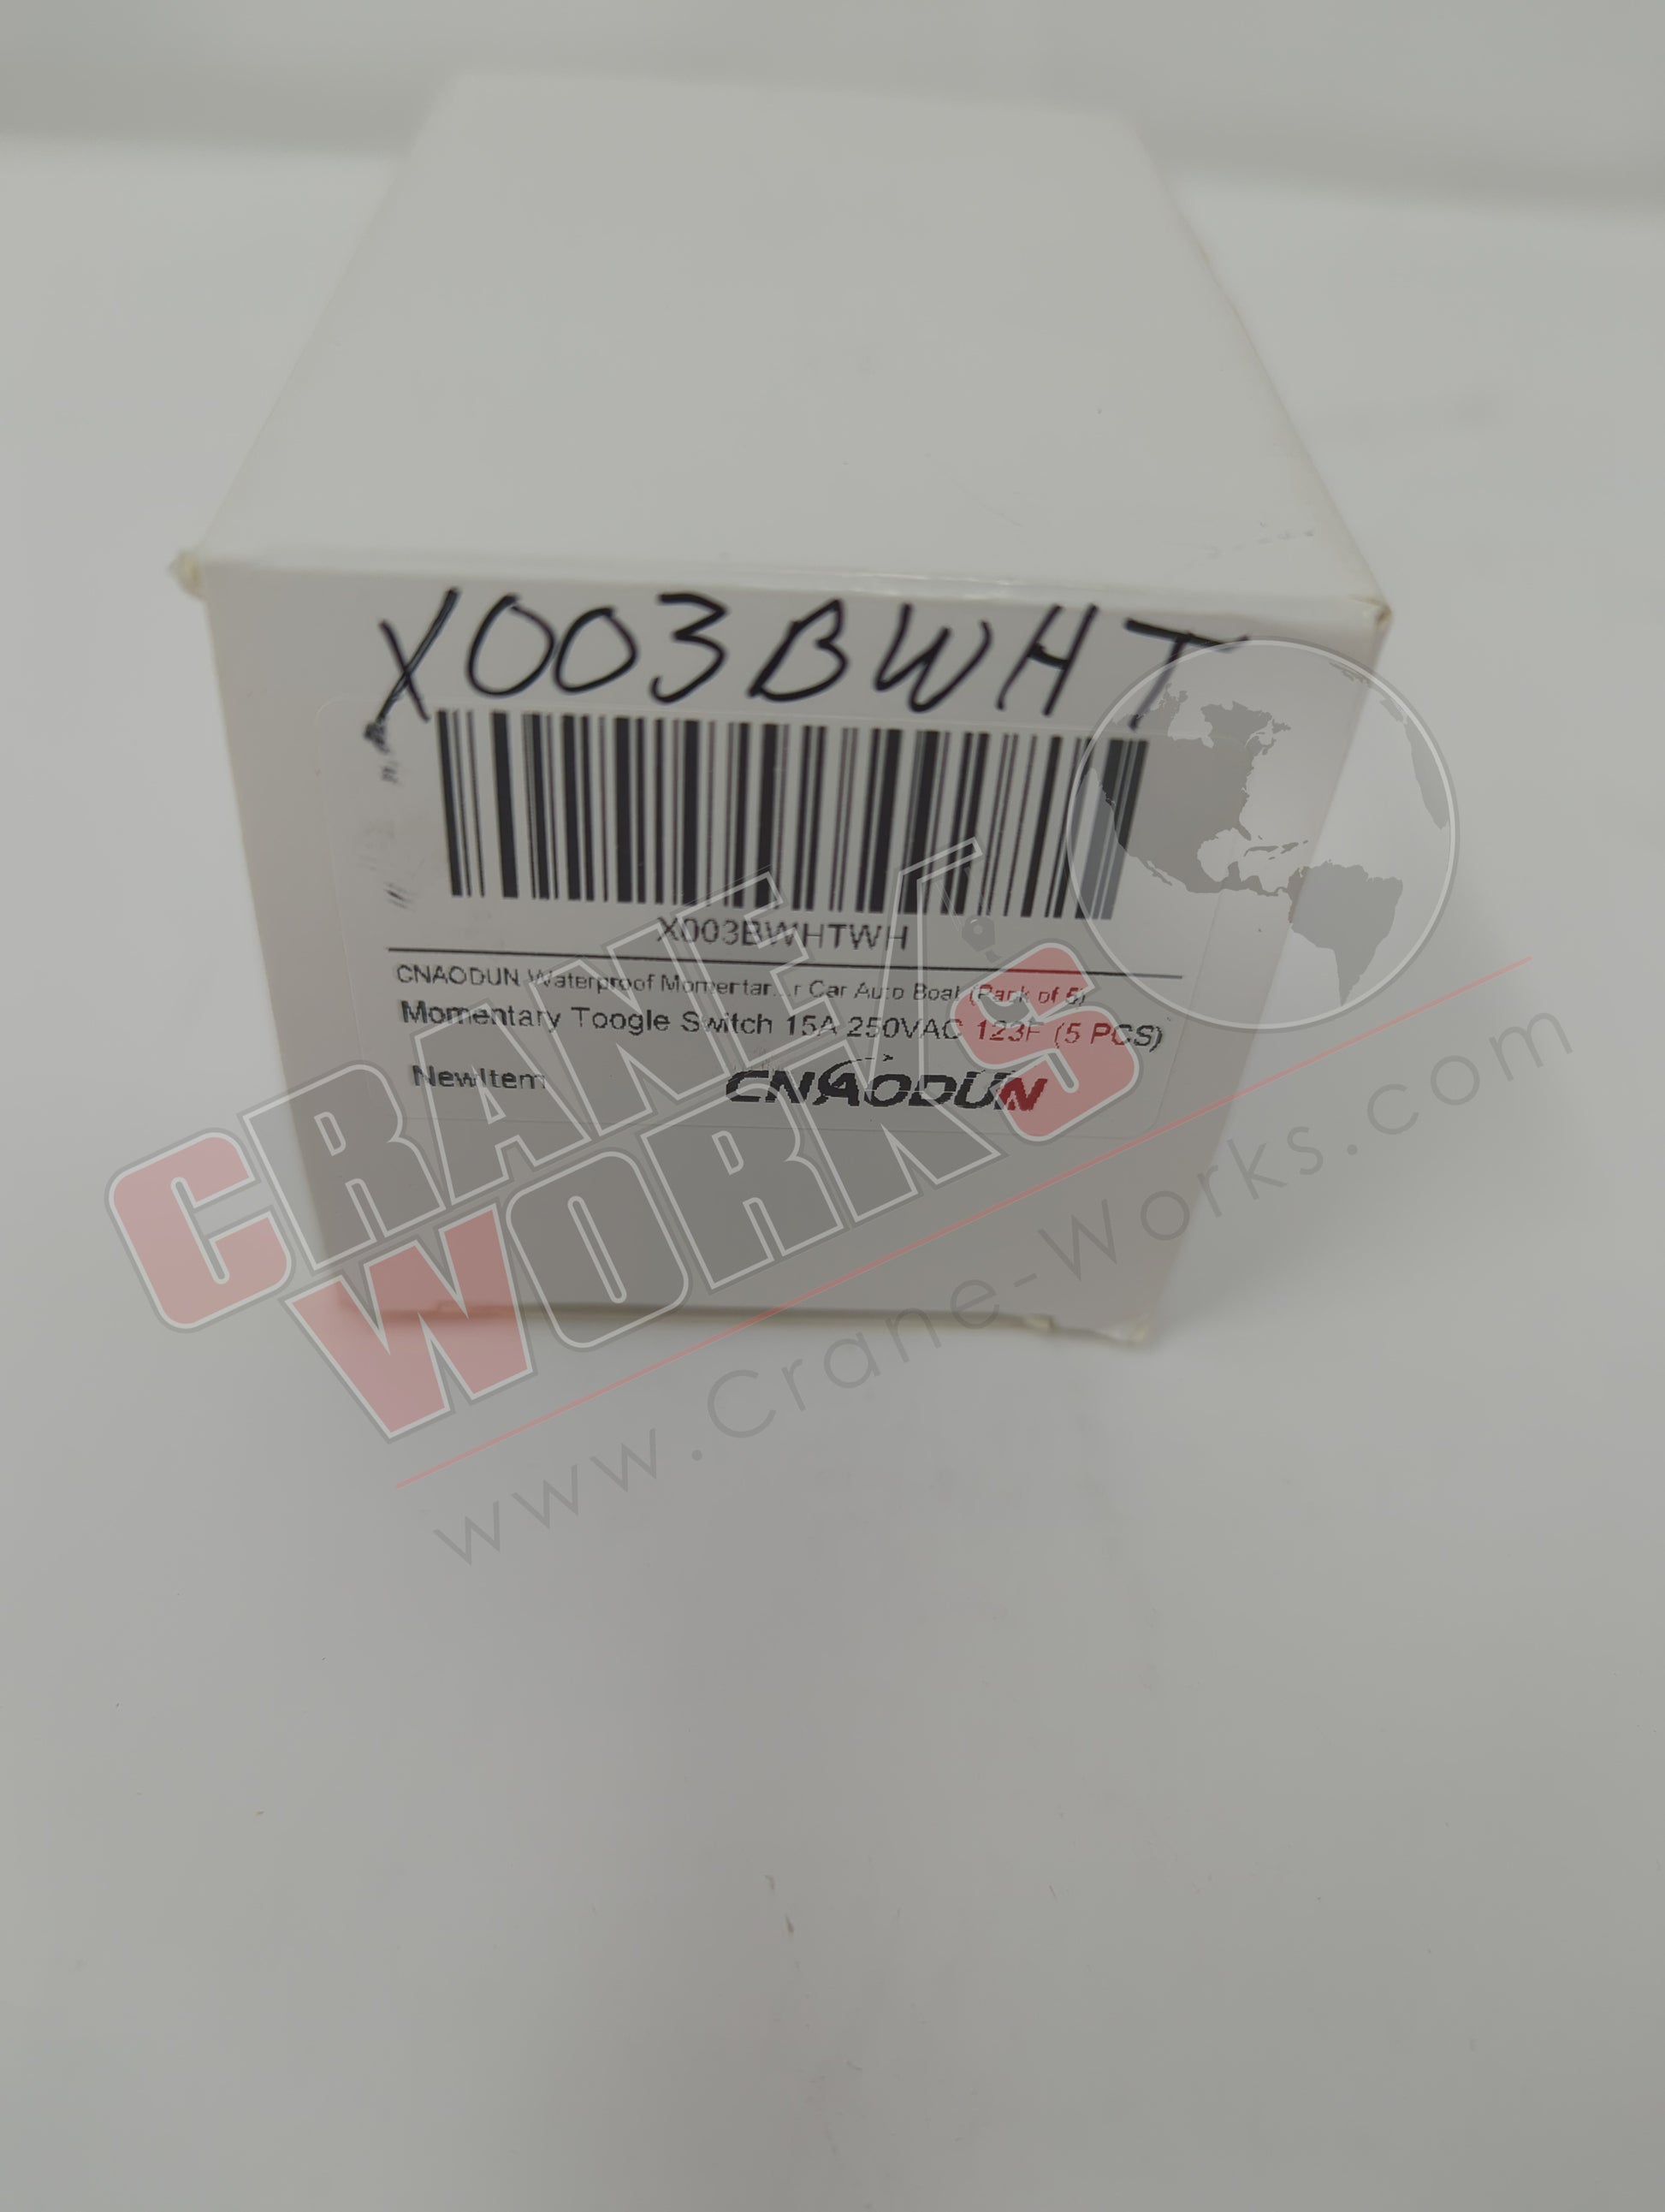 X003BWHT
X003BWHTWH
CNAODUN Waterproof Momentar...r Car Auto Boat (Pack of 5)
Momentary Toogle Switch 15A 250VAC 123F (5 PCS)
NewItem
CNAODUN
CRANE WORKS
www.Crane-Works.com